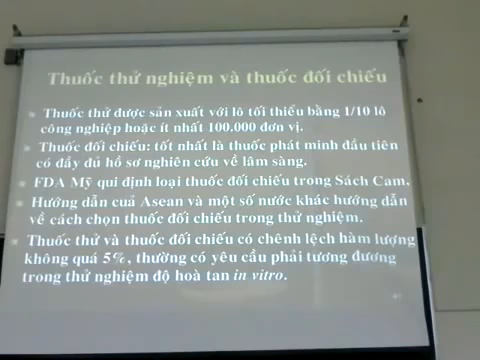 Thuốc thử nghiệm và thuốc đối chiếu
Thuốc thử được sản xuất với lô tối thiểu bằng 1/10 lô
công nghiệp hoặc ít nhất 100.000 đơn vị.
Thuốc đối chiếu: tốt nhất là thuốc phát minh đầu tiên
có đầy đủ hồ sơ nghiên cứu về lâm sàng.
FDA Mỹ qui định loại thuốc đối chiếu trong Sách Cam.
Hướng dẫn cuả Asean và một số nước khác hướng dẫn
về cách chọn thuốc đối chiếu trong thử nghiệm.
Thuốc thử và thuốc đối chiếu có chênh lệch hàm lượng
không quá 5%, thường có yêu cầu phải tương đương
trong thử nghiệm độ hoà tan in vitro.